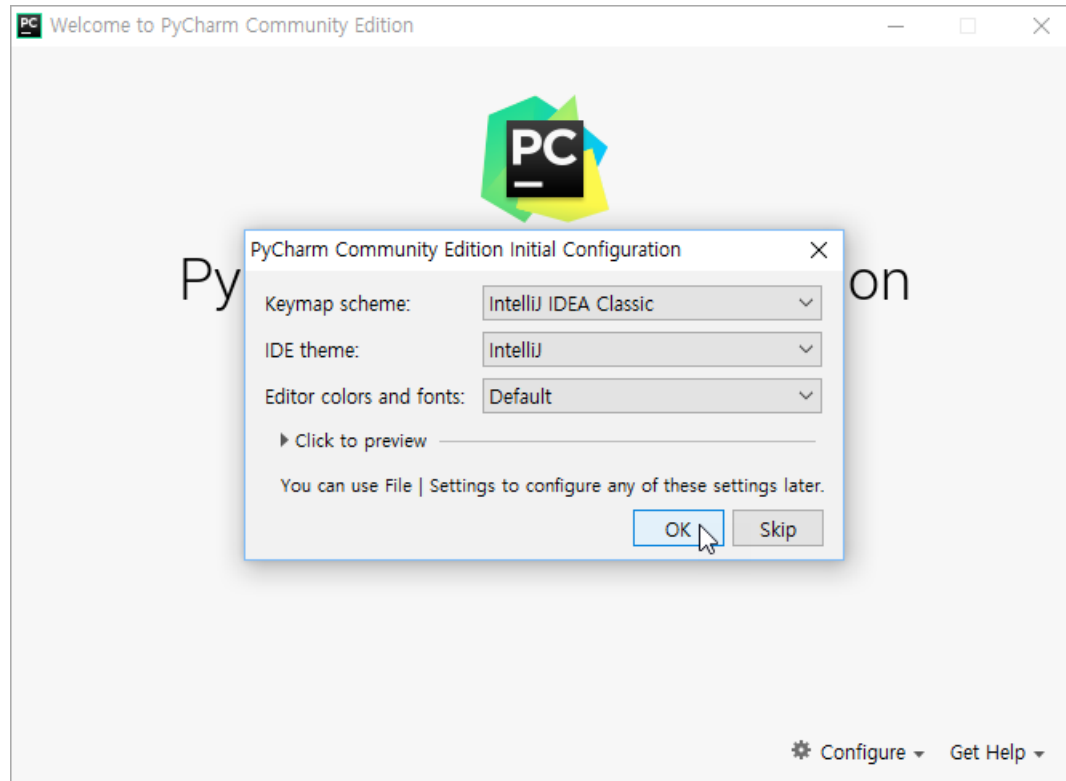 PC Welcome to PyCharm Community Edition
PC
Py on
PyCharm Community Edition Initial Configuration
Keymap scheme: IntelliJ IDEA Classic
IDE theme: IntelliJ
Editor colors and fonts: Default
Click to preview
You can use File | Settings to configure any of these settings later.
OK Skip
Configure Get Help